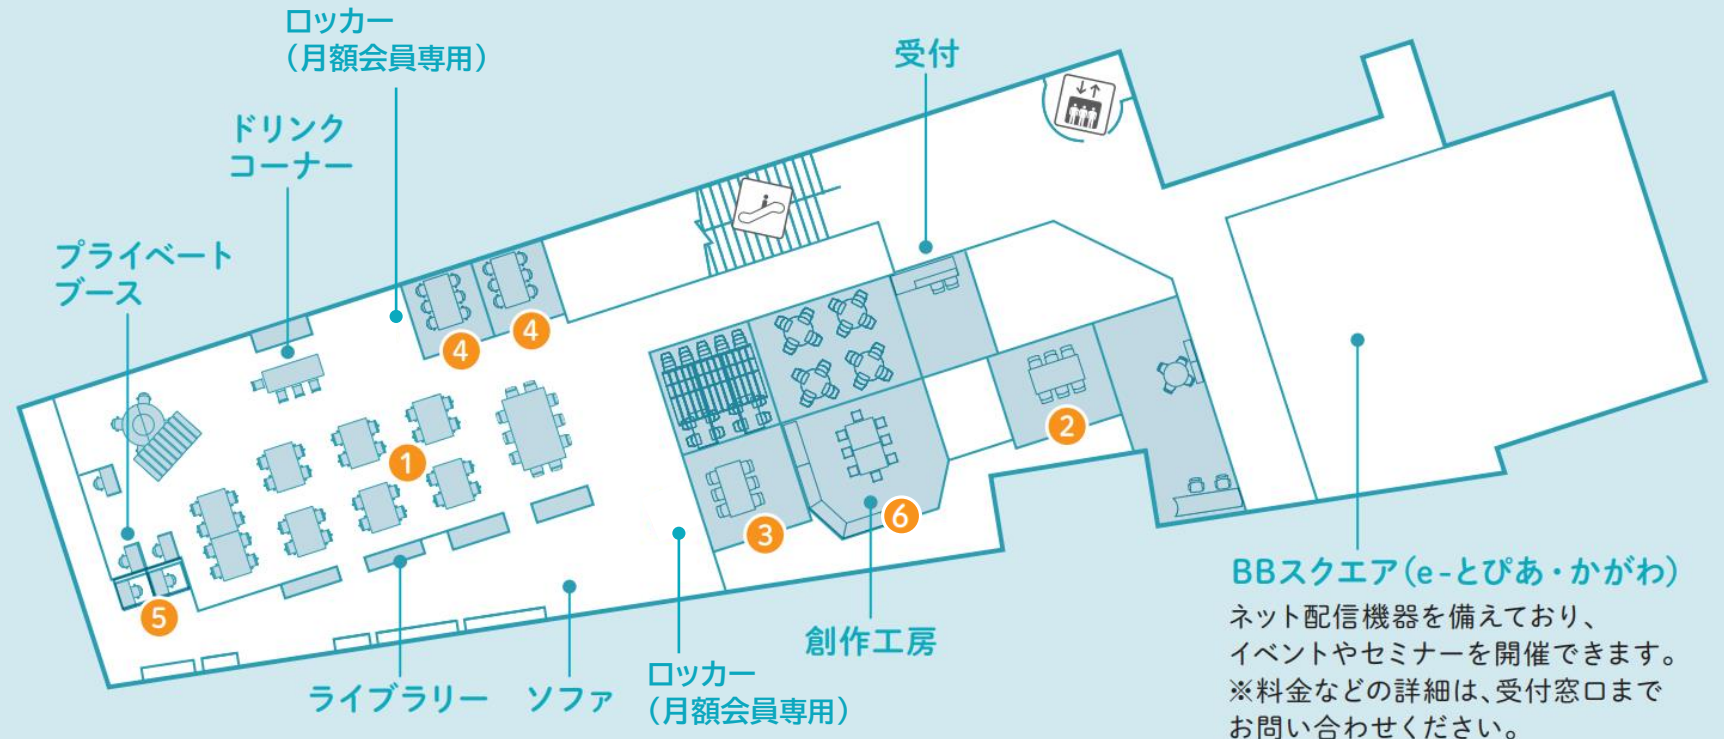 ロッカー
（月額会員専用）
受付
ドリンク
コーナー
プライベート
ブース
4
4
1
2
3
6
5
ライブラリー
ソファ
ロッカー
（月額会員専用）
創作工房
BBスクエア（e-とぴあ・かがわ）
ネット配信機器を備えており、
イベントやセミナーを開催できます。
※料金などの詳細は、受付窓口まで
お問い合わせください。